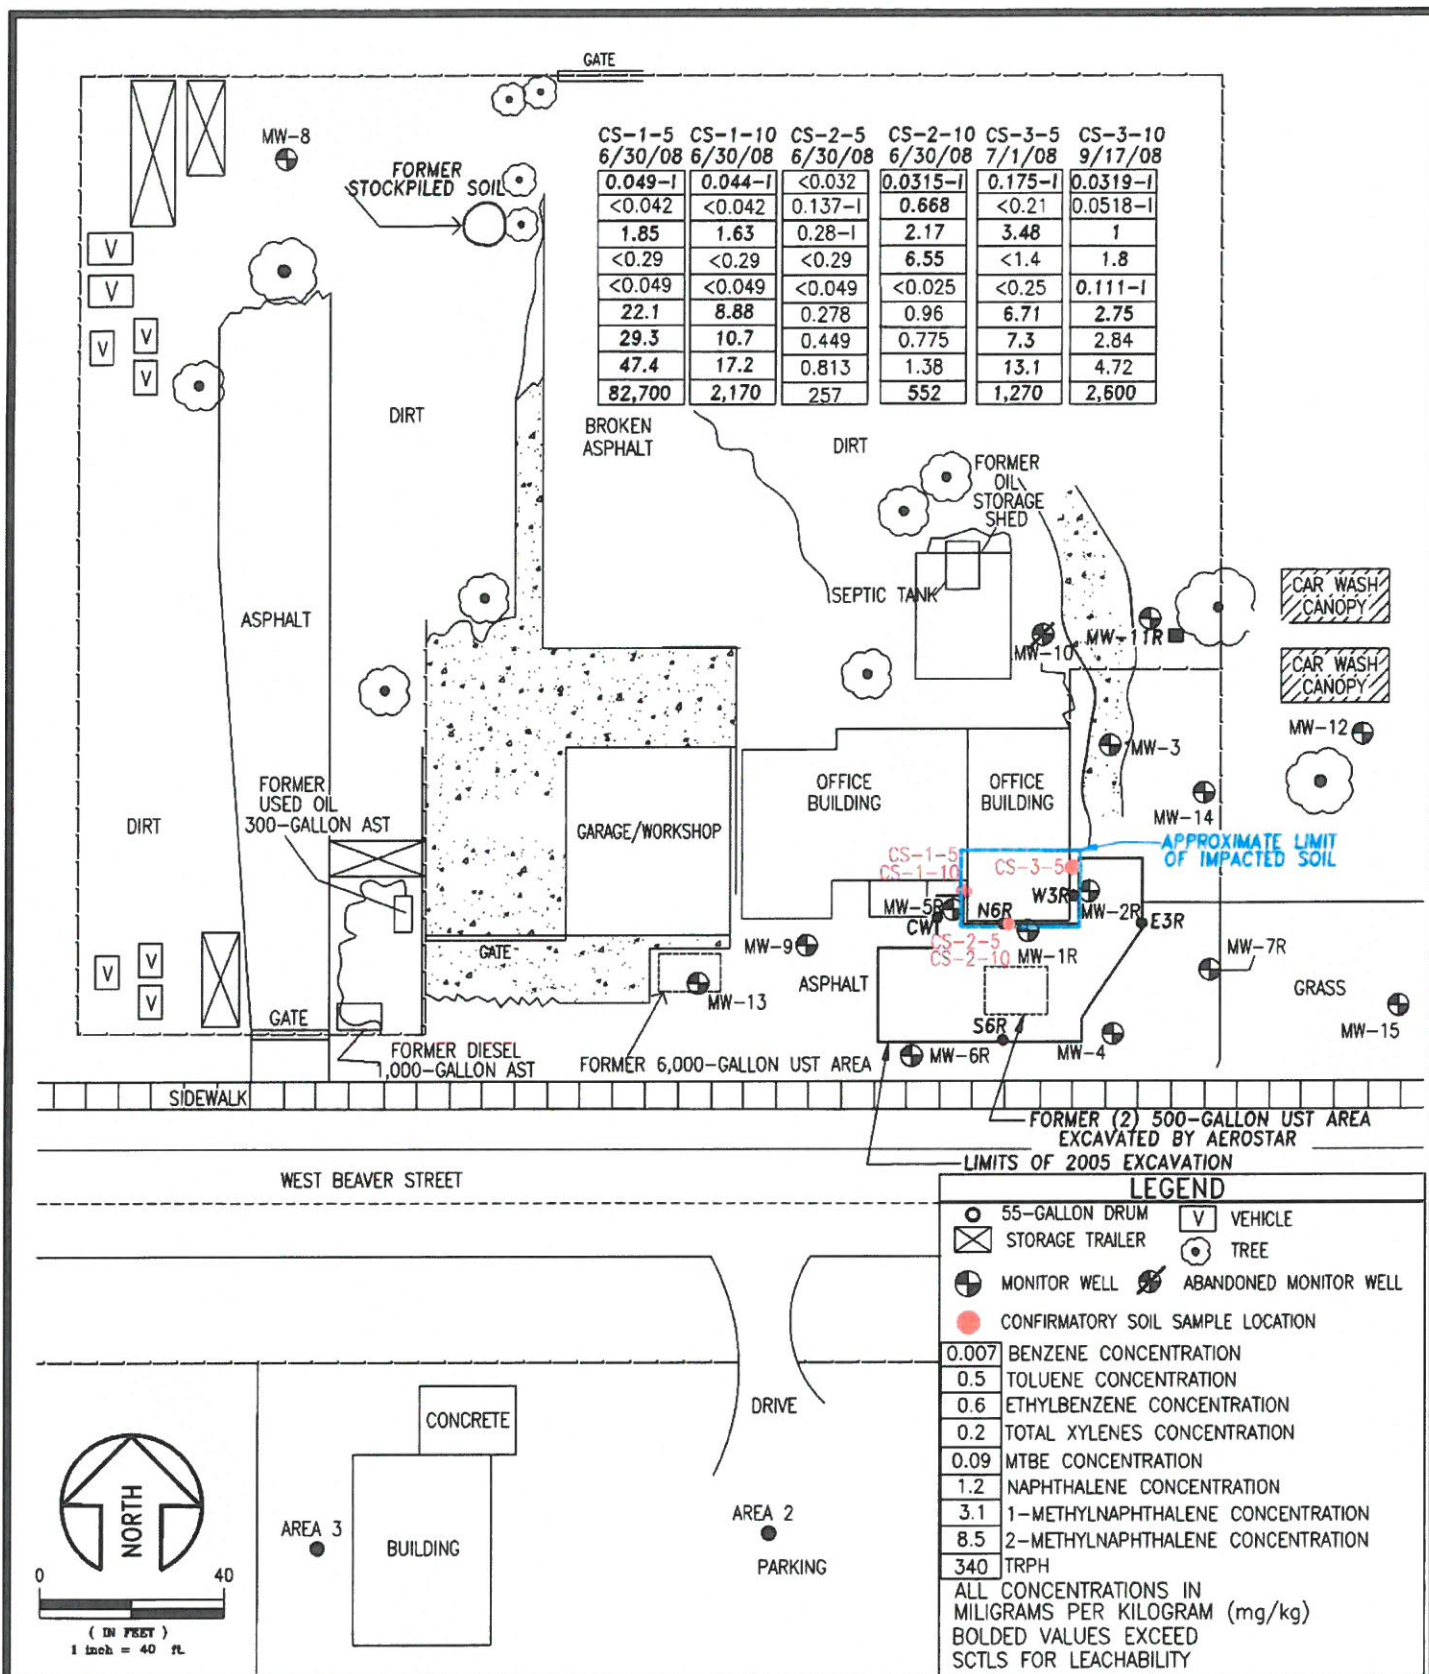 GATE
MW-8
FORMER
STOCKPILED SOIL
CS-1-5 CS-1-10 CS-2-5 CS-2-10 CS-3-5 CS-3-10
6/30/08 6/30/08 6/30/08 6/30/08 7/1/08 9/17/08
0.049-I 0.044-I <0.032 0.0315-I 0.175-I 0.0319-I
<0.042 <0.042 0.137-I 0.668 <0.21 0.0518-I
1.85 1.63 0.28-I 2.17 3.48 1
<0.29 <0.29 <0.29 6.55 <1.4 1.8
<0.049 <0.049 <0.049 <0.025 <0.25 0.111-I
22.1 8.88 0.278 0.96 6.71 2.75
29.3 10.7 0.449 0.775 7.3 2.84
47.4 17.2 0.813 1.38 13.1 4.72
82,700 2,170 257 552 1,270 2,600
V
V
V
V
V
DIRT
BROKEN
ASPHALT
DIRT
FORMER
OIL
STORAGE
SHED
SEPTIC TANK
ASPHALT
MW-10
MW-11R
CAR WASH
CANOPY
CAR WASH
CANOPY
MW-12
MW-3
MW-14
OFFICE
BUILDING
OFFICE
BUILDING
FORMER
USED OIL
300-GALLON AST
DIRT
GARAGE/WORKSHOP
APPROXIMATE LIMIT
OF IMPACTED SOIL
CS-1-5
CS-1-10
CS-3-5
MW-5R
CW1
N6R
W3R
MW-2R
E3R
CS-2-5
CS-2-10
MW-1R
MW-9
GATE
ASPHALT
MW-7R
GRASS
MW-15
V
V
V
MW-13
GATE
S6R
MW-4
MW-6R
FORMER DIESEL
1,000-GALLON AST
FORMER 6,000-GALLON UST AREA
SIDEWALK
FORMER (2) 500-GALLON UST AREA
EXCAVATED BY AEROSTAR
LIMITS OF 2005 EXCAVATION
WEST BEAVER STREET
LEGEND
55-GALLON DRUM
V VEHICLE
STORAGE TRAILER
TREE
MONITOR WELL
ABANDONED MONITOR WELL
CONFIRMATORY SOIL SAMPLE LOCATION
0.007 BENZENE CONCENTRATION
0.5 TOLUENE CONCENTRATION
0.6 ETHYLBENZENE CONCENTRATION
0.2 TOTAL XYLENES CONCENTRATION
0.09 MTBE CONCENTRATION
1.2 NAPHTHALENE CONCENTRATION
3.1 1-METHYLNAPHTHALENE CONCENTRATION
8.5 2-METHYLNAPHTHALENE CONCENTRATION
340 TRPH
ALL CONCENTRATIONS IN
MILIGRAMS PER KILOGRAM (mg/kg)
BOLDED VALUES EXCEED
SCTLS FOR LEACHABILITY
DRIVE
CONCRETE
BUILDING
AREA 3
AREA 2
PARKING
NORTH
0 40
( IN FEET )
1 inch = 40 ft.